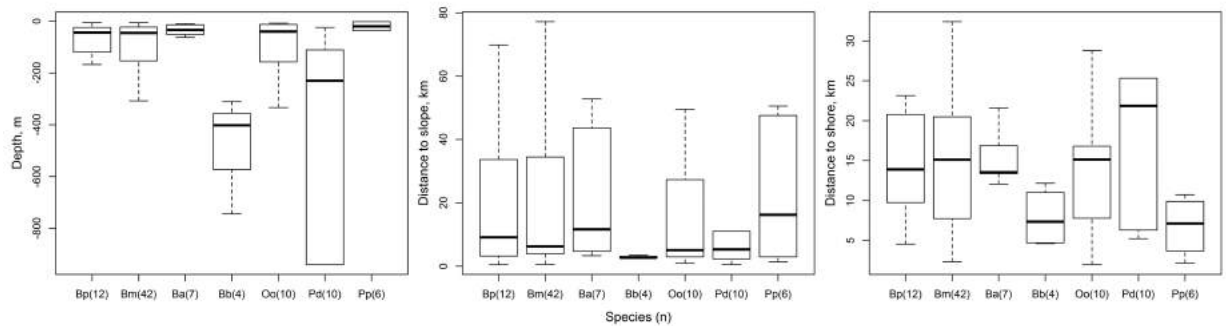 Depth, m
0
-200
-400
-600
-800
Bp(12) Bm(42) Ba(7) Bb(4) Oo(10) Pd(10) Pp(6)
Distance to slope, km
80
60
40
20
0
Bp(12) Bm(42) Ba(7) Bb(4) Oo(10) Pd(10) Pp(6)
Species (n)
Distance to shore, km
30
25
20
15
10
5
Bp(12) Bm(42) Ba(7) Bb(4) Oo(10) Pd(10) Pp(6)